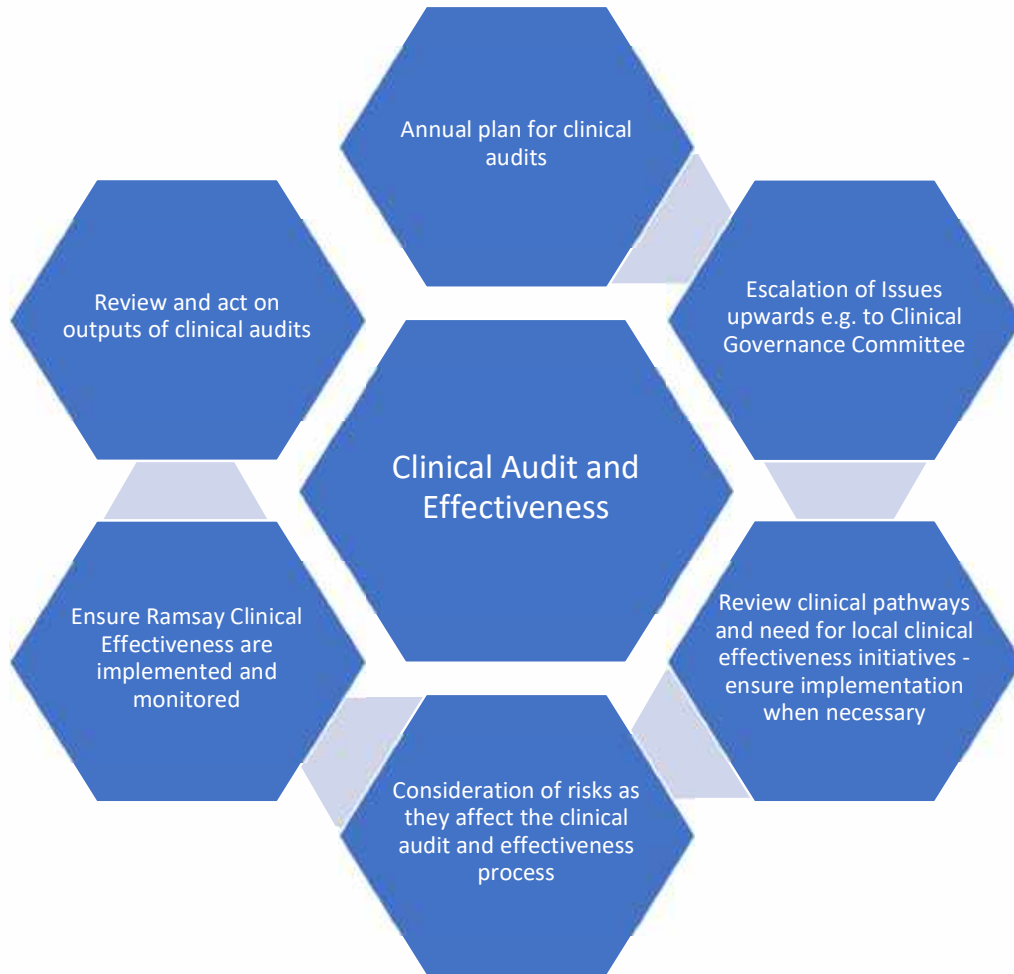 Annual plan for clinical
audits
Escalation of Issues
upwards e.g. to Clinical
Governance Committee
Review clinical pathways
and need for local clinical
effectiveness initiatives -
ensure implementation
when necessary
Consideration of risks as
they affect the clinical
audit and effectiveness
process
Ensure Ramsay Clinical
Effectiveness are
implemented and
monitored
Review and act on
outputs of clinical audits
Clinical Audit and
Effectiveness